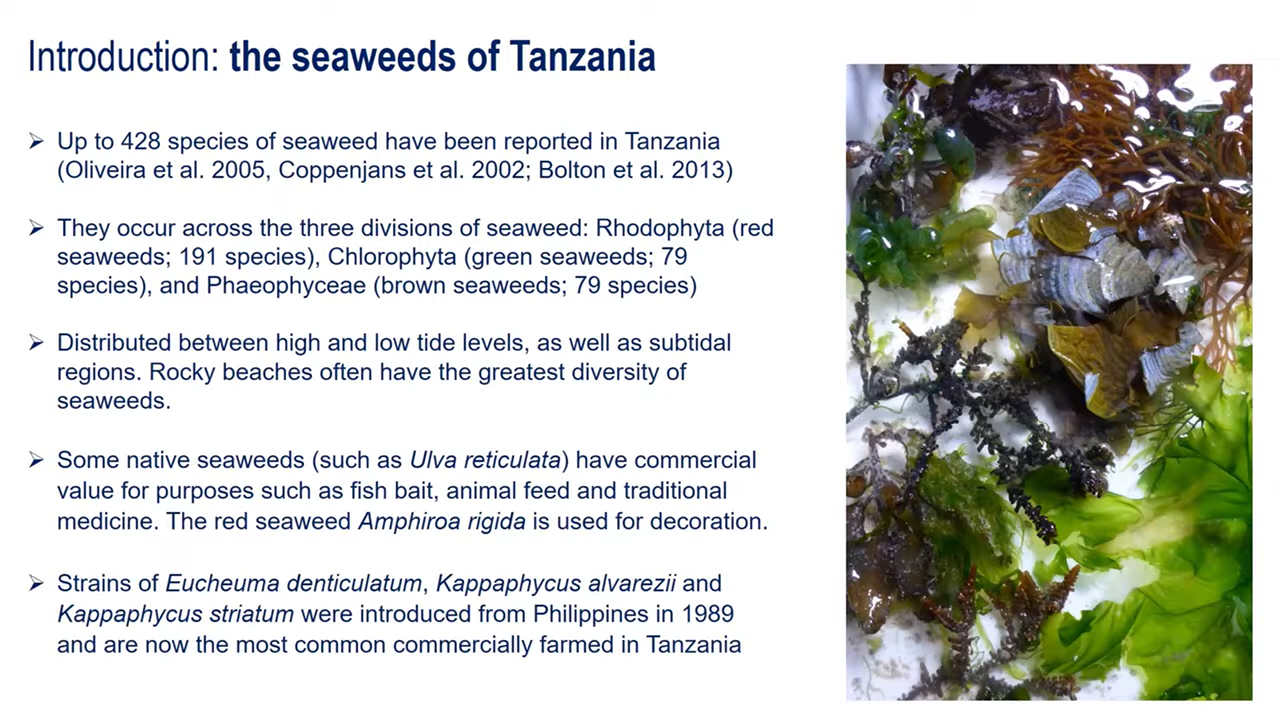 Introduction: the seaweeds of Tanzania
➢ Up to 428 species of seaweed have been reported in Tanzania
(Oliveira et al. 2005, Coppenjans et al. 2002; Bolton et al. 2013)
➢ They occur across the three divisions of seaweed: Rhodophyta (red
seaweeds; 191 species), Chlorophyta (green seaweeds; 79
species), and Phaeophyceae (brown seaweeds; 79 species)
➢ Distributed between high and low tide levels, as well as subtidal
regions. Rocky beaches often have the greatest diversity of
seaweeds.
➢ Some native seaweeds (such as Ulva reticulata) have commercial
value for purposes such as fish bait, animal feed and traditional
medicine. The red seaweed Amphiroa rigida is used for decoration.
➢ Strains of Eucheuma denticulatum, Kappaphycus alvarezii and
Kappaphycus striatum were introduced from Philippines in 1989
and are now the most common commercially farmed in Tanzania